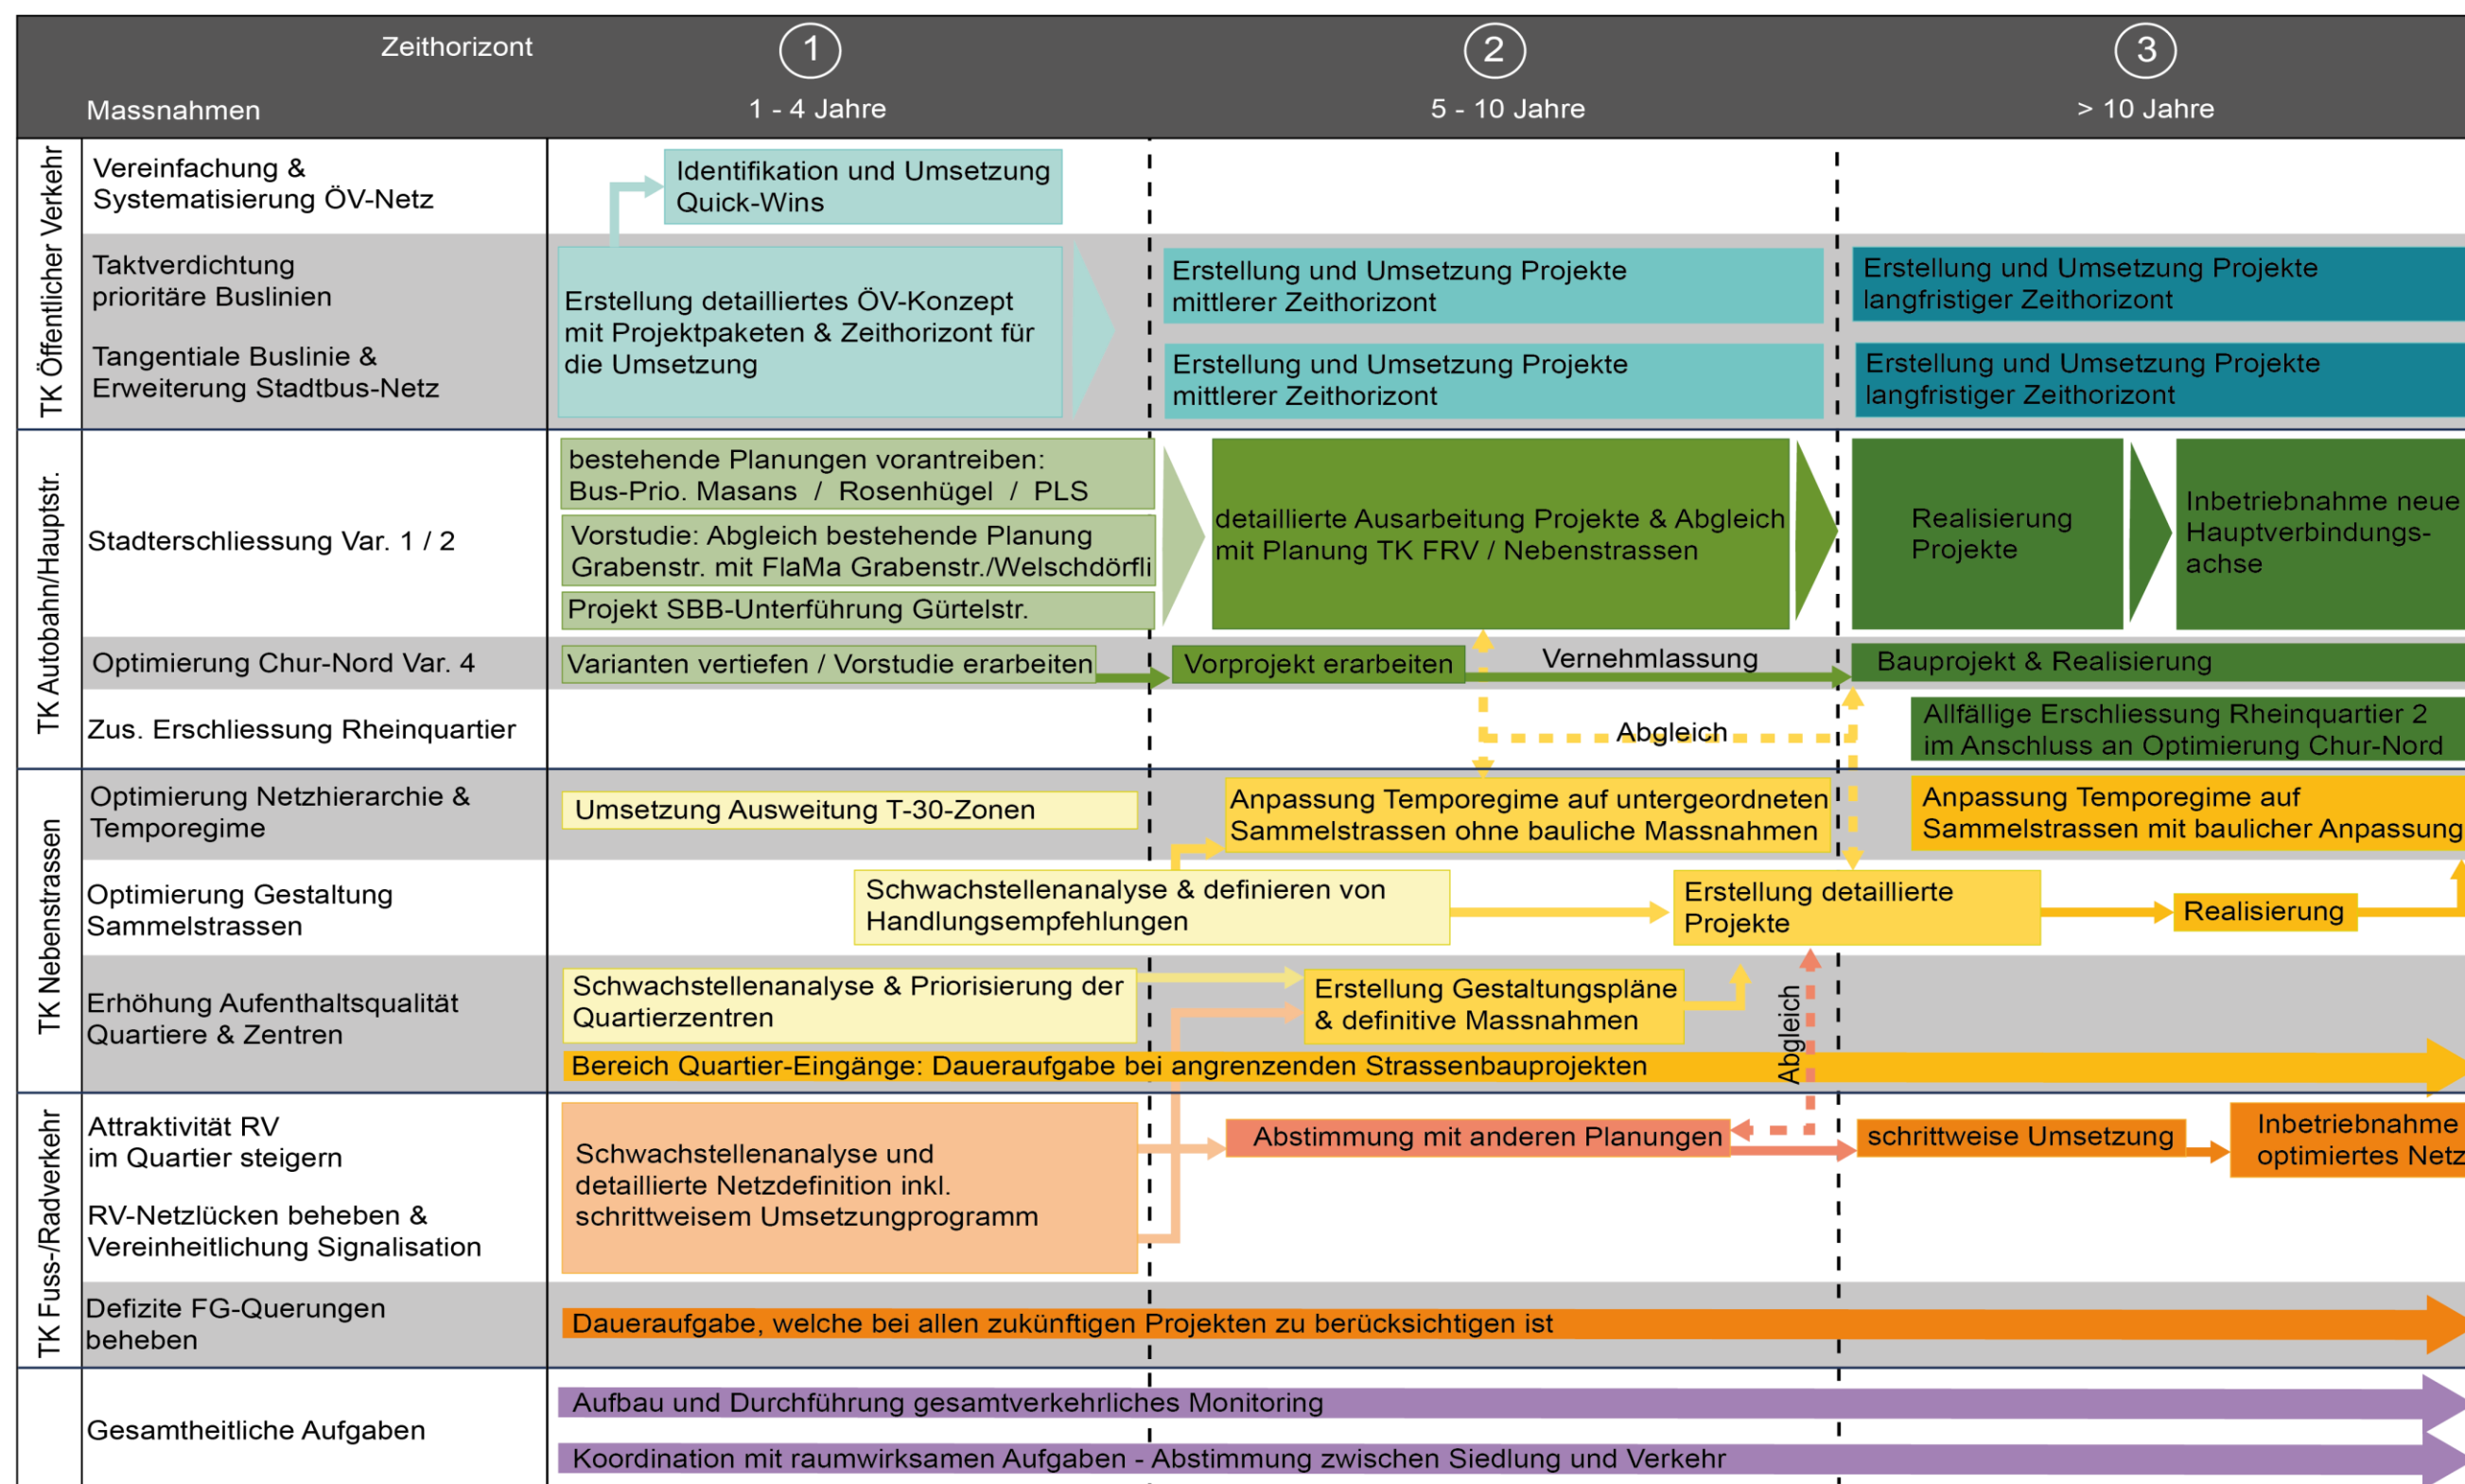 Zeithorizont
1
2
3
Massnahmen
1 - 4 Jahre
5 - 10 Jahre
> 10 Jahre
TK Öffentlicher Verkehr
Vereinfachung &
Systematisierung ÖV-Netz
Identifikation und Umsetzung
Quick-Wins
Taktverdichtung
prioritäre Buslinien
Tangentiale Buslinie &
Erweiterung Stadtbus-Netz
Erstellung detailliertes ÖV-Konzept
mit Projektpaketen & Zeithorizont für
die Umsetzung
Erstellung und Umsetzung Projekte
mittlerer Zeithorizont
Erstellung und Umsetzung Projekte
langfristiger Zeithorizont
Erstellung und Umsetzung Projekte
mittlerer Zeithorizont
Erstellung und Umsetzung Projekte
langfristiger Zeithorizont
TK Autobahn/Hauptstr.
Stadterschliessung Var. 1 / 2
bestehende Planungen vorantreiben:
Bus-Prio. Masans / Rosenhügel / PLS
Vorstudie: Abgleich bestehende Planung
Grabenstr. mit FlaMa Grabenstr./Welschdörfli
Projekt SBB-Unterführung Gürtelstr.
detaillierte Ausarbeitung Projekte & Abgleich
mit Planung TK FRV / Nebenstrassen
Realisierung
Projekte
Inbetriebnahme neue
Hauptverbindungs-
achse
Optimierung Chur-Nord Var. 4
Varianten vertiefen / Vorstudie erarbeiten
Vorprojekt erarbeiten
Vernehmlassung
Bauprojekt & Realisierung
Zus. Erschliessung Rheinquartier
Abgleich
Allfällige Erschliessung Rheinquartier 2
im Anschluss an Optimierung Chur-Nord
TK Nebenstrassen
Optimierung Netzhierarchie &
Temporegime
Umsetzung Ausweitung T-30-Zonen
Anpassung Temporegime auf untergeordneten
Sammelstrassen ohne bauliche Massnahmen
Anpassung Temporegime auf
Sammelstrassen mit baulicher Anpassung
Optimierung Gestaltung
Sammelstrassen
Schwachstellenanalyse & definieren von
Handlungsempfehlungen
Erstellung detaillierte
Projekte
Realisierung
Erhöhung Aufenthaltsqualität
Quartiere & Zentren
Schwachstellenanalyse & Priorisierung der
Quartierzentren
Erstellung Gestaltungspläne
& definitive Massnahmen
Abgleich
Bereich Quartier-Eingänge: Daueraufgabe bei angrenzenden Strassenbauprojekten
TK Fuss-/Radverkehr
Attraktivität RV
im Quartier steigern
RV-Netzlücken beheben &
Vereinheitlichung Signalisation
Schwachstellenanalyse und
detaillierte Netzdefinition inkl.
schrittweisem Umsetzungprogramm
Abstimmung mit anderen Planungen
schrittweise Umsetzung
Inbetriebnahme
optimiertes Netz
Defizite FG-Querungen
beheben
Daueraufgabe, welche bei allen zukünftigen Projekten zu berücksichtigen ist
Gesamtheitliche Aufgaben
Aufbau und Durchführung gesamtverkehrliches Monitoring
Koordination mit raumwirksamen Aufgaben - Abstimmung zwischen Siedlung und Verkehr